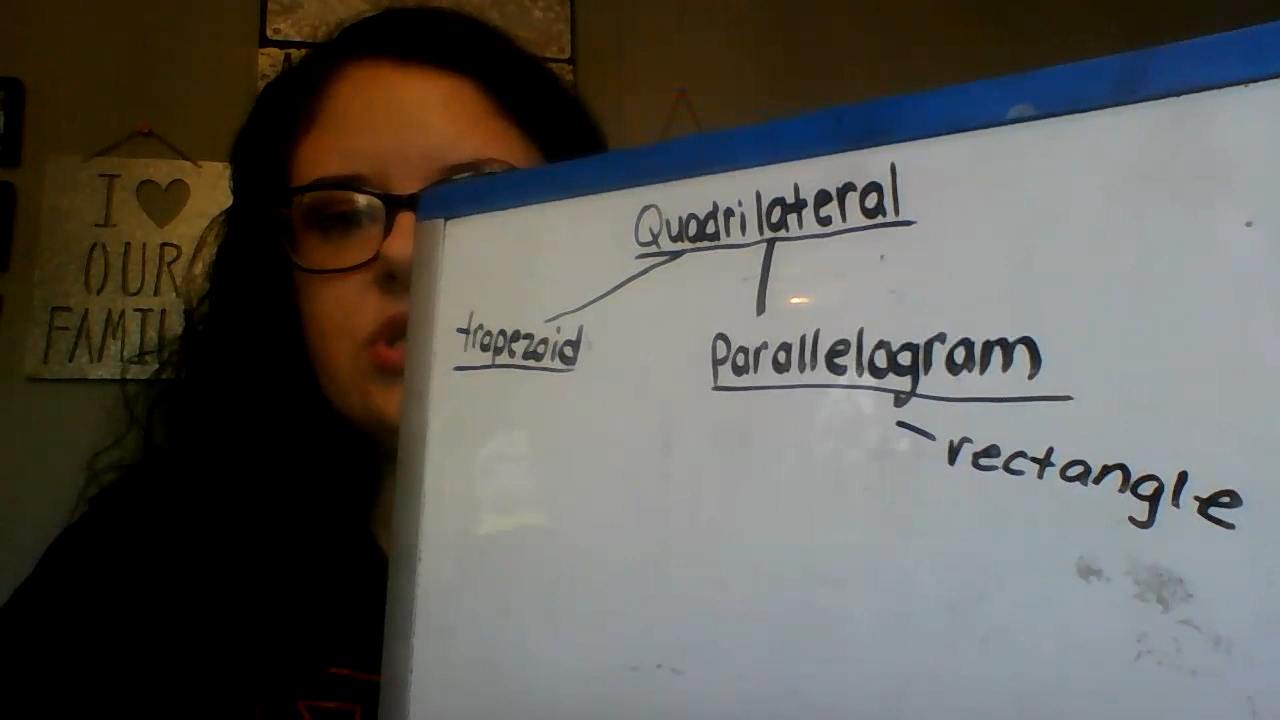 I ♥
OUR
FAMIL
Quadrilateral
trapezoid
Parallelogram
rectangle